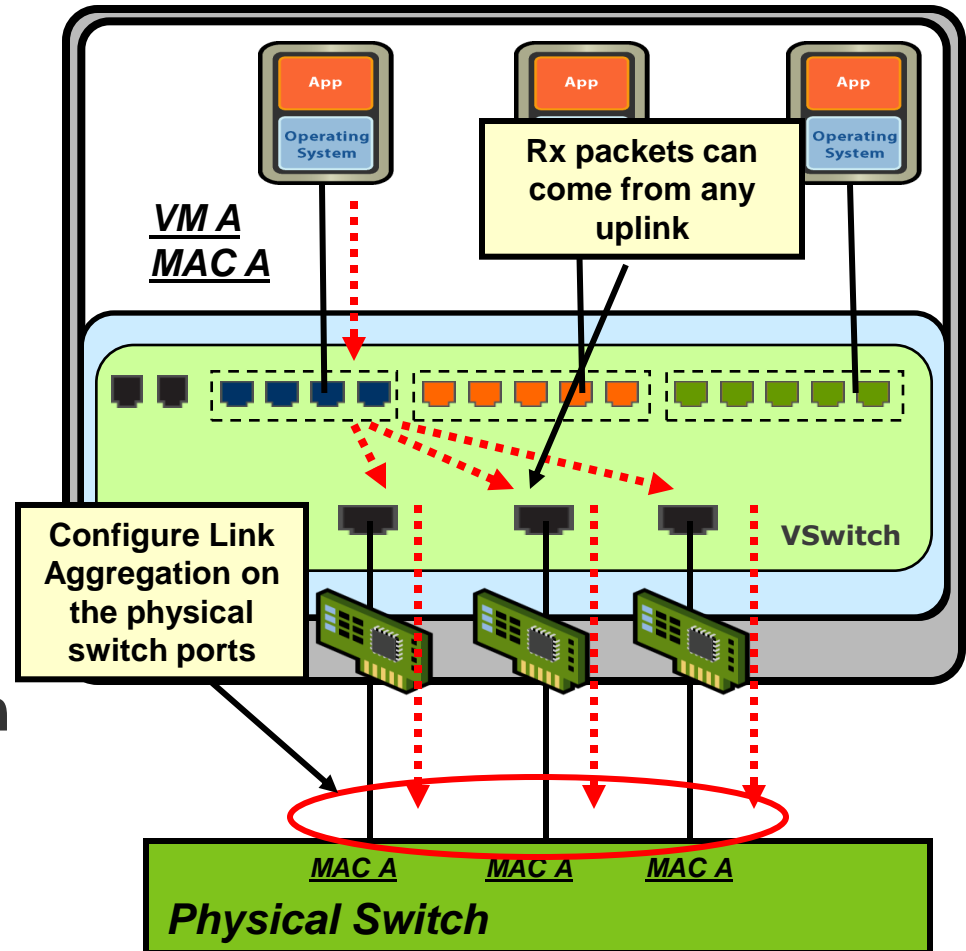 App
App
App
Operating
System
Operating
System
Rx packets can
come from any
uplink
VM A
MAC A
VSwitch
Configure Link
Aggregation on
the physical
switch ports
MAC A
MAC A
MAC A
Physical Switch